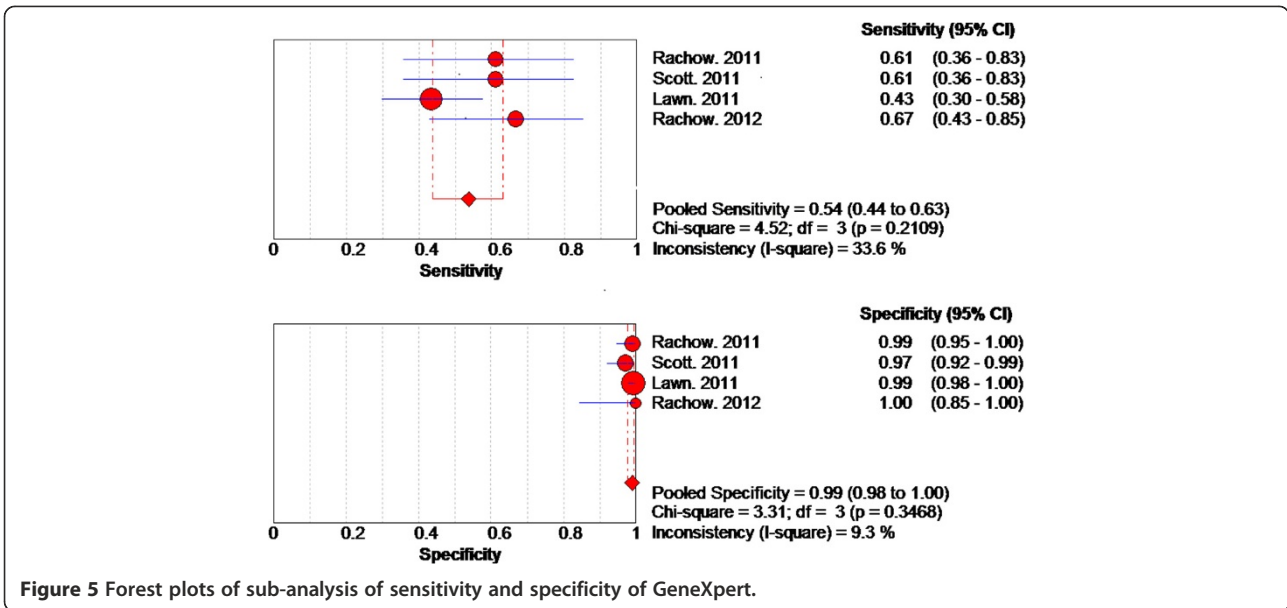 Sensitivity (95% CI)
Rachow. 2011 0.61 (0.36 - 0.83)
Scott. 2011 0.61 (0.36 - 0.83)
Lawn. 2011 0.43 (0.30 - 0.58)
Rachow. 2012 0.67 (0.43 - 0.85)
Pooled Sensitivity = 0.54 (0.44 to 0.63)
Chi-square = 4.52; df = 3 (p = 0.2109)
Inconsistency (I-square) = 33.6 %
0 0.2 0.4 0.6 0.8 1
Sensitivity
Specificity (95% CI)
Rachow. 2011 0.99 (0.95 - 1.00)
Scott. 2011 0.97 (0.92 - 0.99)
Lawn. 2011 0.99 (0.98 - 1.00)
Rachow. 2012 1.00 (0.85 - 1.00)
Pooled Specificity = 0.99 (0.98 to 1.00)
Chi-square = 3.31; df = 3 (p = 0.3468)
Inconsistency (I-square) = 9.3 %
0 0.2 0.4 0.6 0.8 1
Specificity
Figure 5 Forest plots of sub-analysis of sensitivity and specificity of GeneXpert.